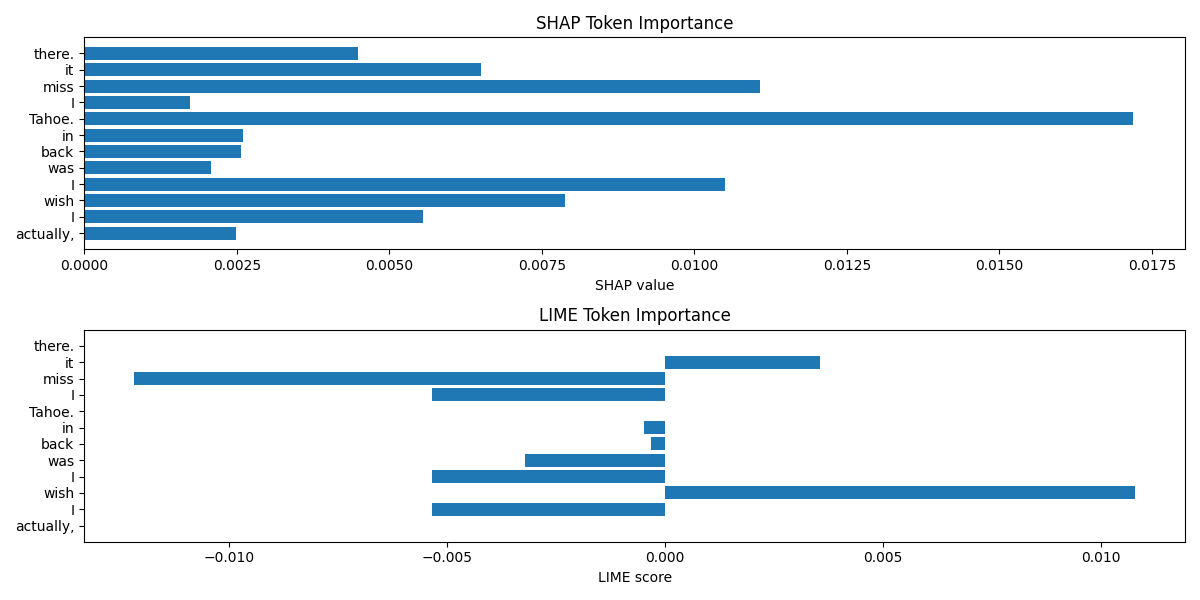 SHAP Token Importance
there.
it
miss
I
Tahoe.
in
back
was
I
wish
I
actually,
0.0000 0.0025 0.0050 0.0075 0.0100 0.0125 0.0150 0.0175
SHAP value
LIME Token Importance
there.
it
miss
I
Tahoe.
in
back
was
I
wish
I
actually,
−0.010 −0.005 0.000 0.005 0.010
LIME score